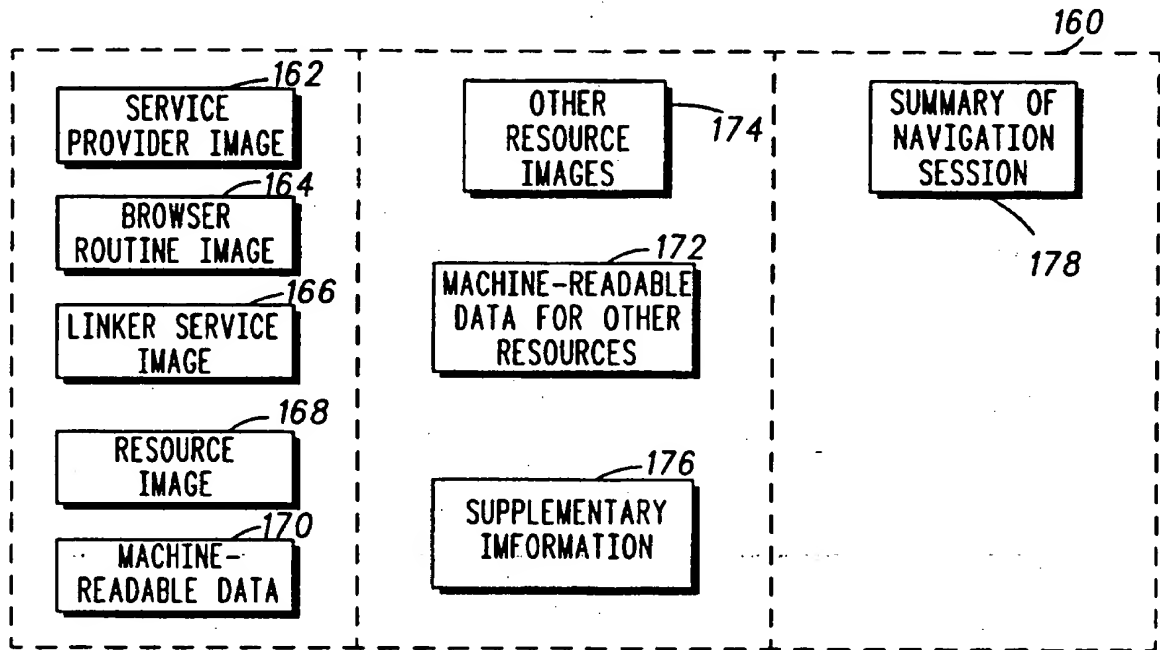 160
162
SERVICE
PROVIDER IMAGE
164
BROWSER
ROUTINE IMAGE
166
LINKER SERVICE
IMAGE
168
RESOURCE
IMAGE
170
MACHINE-
READABLE DATA
OTHER
RESOURCE
IMAGES
174
172
MACHINE-READABLE
DATA FOR OTHER
RESOURCES
176
SUPPLEMENTARY
IMFORMATION
SUMMARY OF
NAVIGATION
SESSION
178